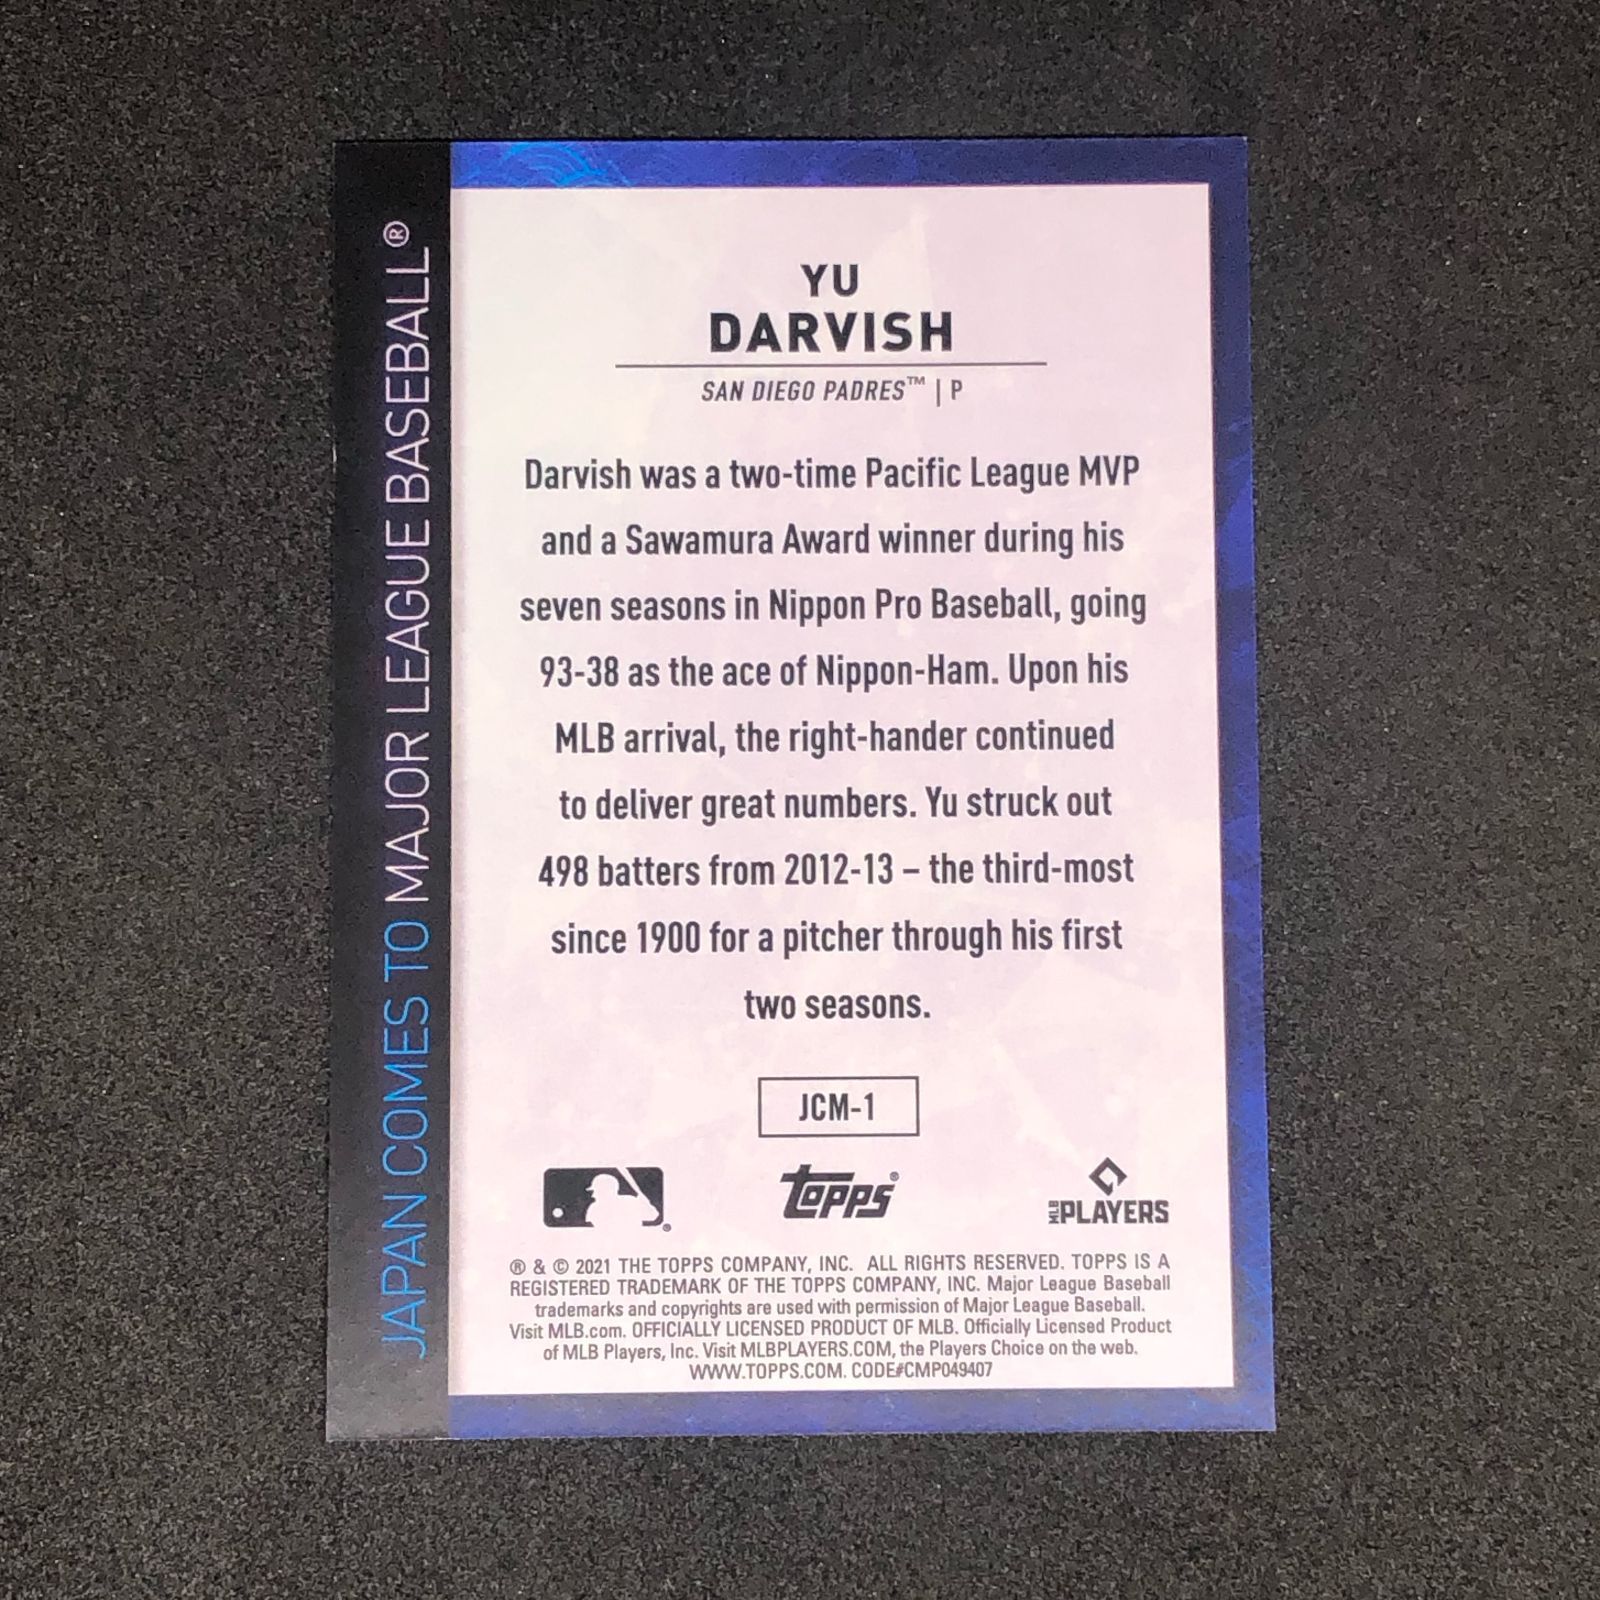 JAPAN COMES TO MAJOR LEAGUE BASEBALL®
YU
DARVISH
SAN DIEGO PADRES™ | P
Darvish was a two-time Pacific League MVP
and a Sawamura Award winner during his
seven seasons in Nippon Pro Baseball, going
93-38 as the ace of Nippon-Ham. Upon his
MLB arrival, the right-hander continued
to deliver great numbers. Yu struck out
498 batters from 2012-13 – the third-most
since 1900 for a pitcher through his first
two seasons.
JCM-1
® topps® MLB PLAYERS
® & © 2021 THE TOPPS COMPANY, INC. ALL RIGHTS RESERVED. TOPPS IS A
REGISTERED TRADEMARK OF THE TOPPS COMPANY, INC. Major League Baseball
trademarks and copyrights are used with permission of Major League Baseball.
Visit MLB.com. OFFICIALLY LICENSED PRODUCT OF MLB. Officially Licensed Product
of MLB Players, Inc. Visit MLBPLAYERS.COM, the Players Choice on the web.
WWW.TOPPS.COM. CODE#CMP049407